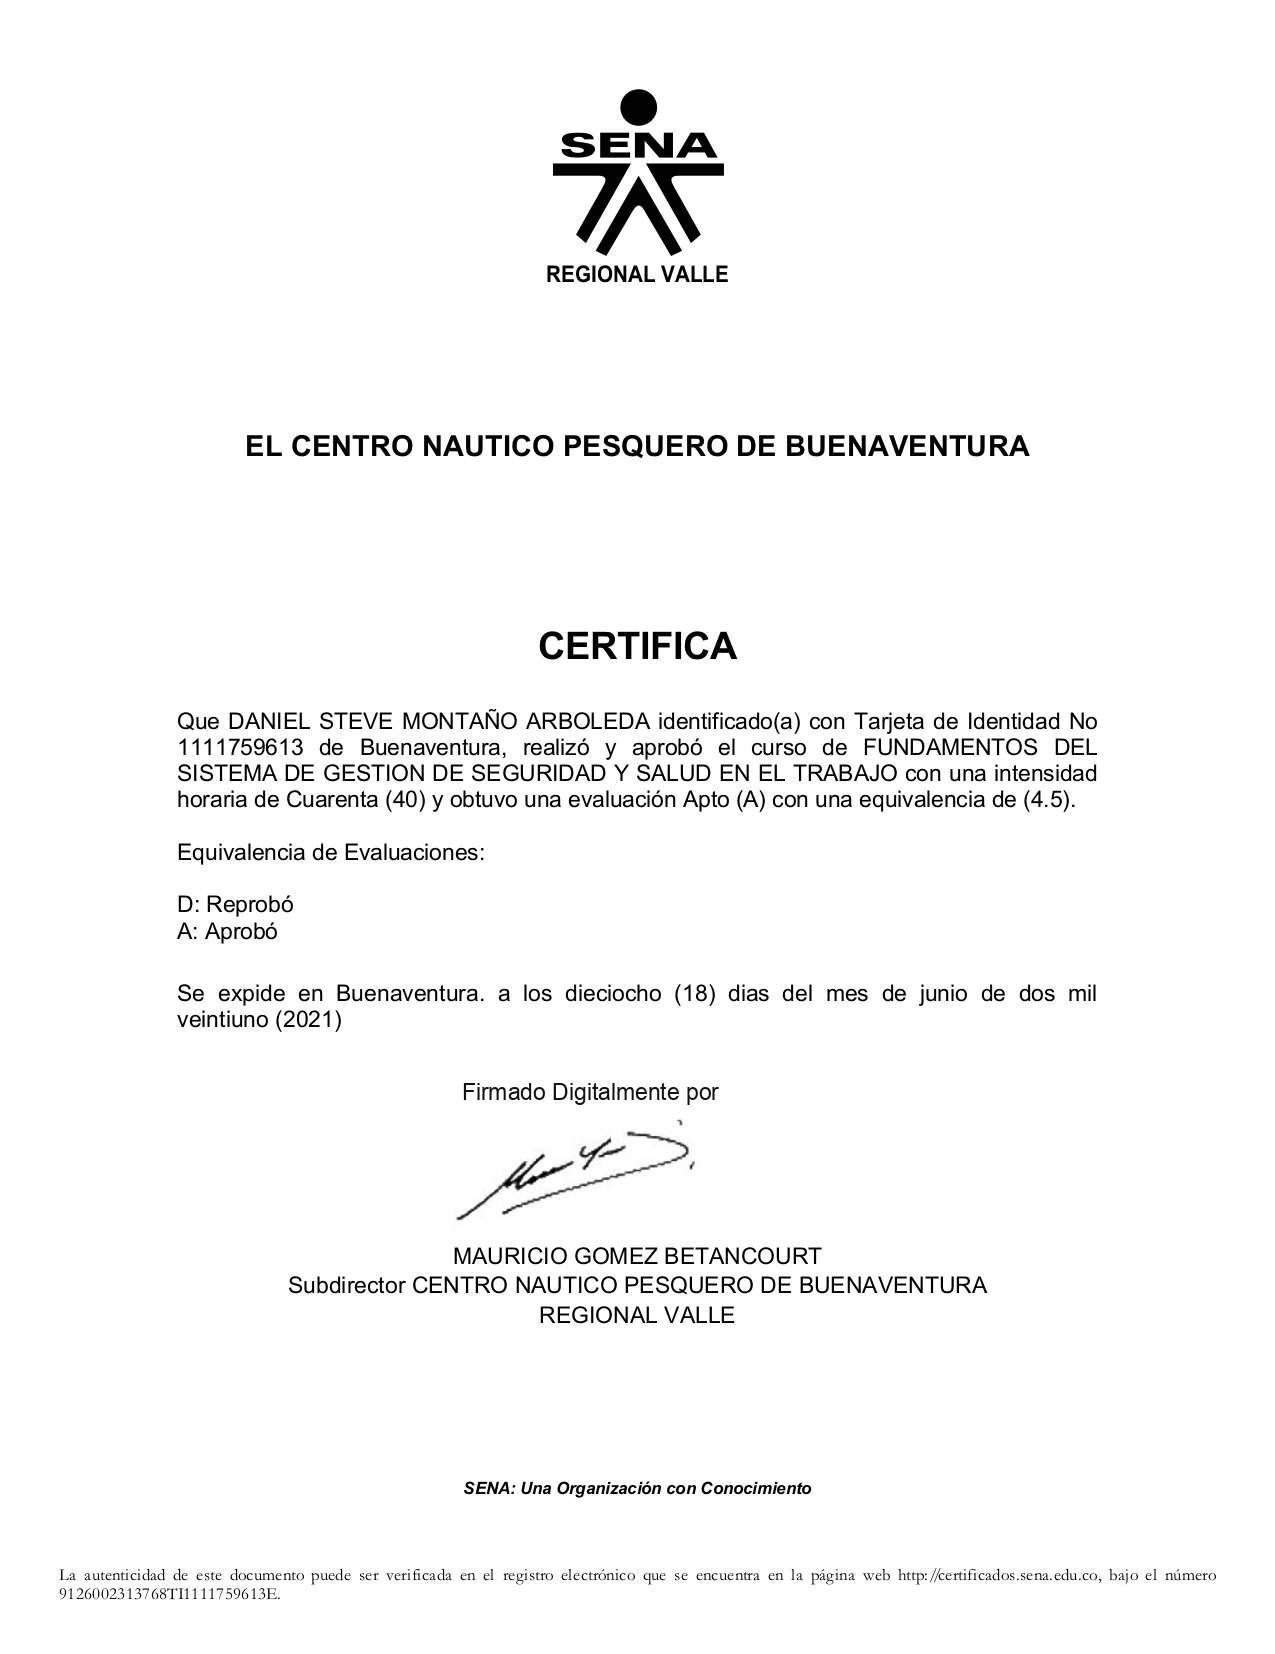 SENA
REGIONAL VALLE
EL CENTRO NAUTICO PESQUERO DE BUENAVENTURA
CERTIFICA
Que DANIEL STEVE MONTAÑO ARBOLEDA identificado(a) con Tarjeta de Identidad No
1111759613 de Buenaventura, realizó y aprobó el curso de FUNDAMENTOS DEL
SISTEMA DE GESTION DE SEGURIDAD Y SALUD EN EL TRABAJO con una intensidad
horaria de Cuarenta (40) y obtuvo una evaluación Apto (A) con una equivalencia de (4.5).
Equivalencia de Evaluaciones:
D: Reprobó
A: Aprobó
Se expide en Buenaventura. a los dieciocho (18) dias del mes de junio de dos mil
veintiuno (2021)
Firmado Digitalmente por
MAURICIO GOMEZ BETANCOURT
Subdirector CENTRO NAUTICO PESQUERO DE BUENAVENTURA
REGIONAL VALLE
SENA: Una Organización con Conocimiento
La autenticidad de este documento puede ser verificada en el registro electrónico que se encuentra en la página web http://certificados.sena.edu.co, bajo el número
9126002313768TI1111759613E.